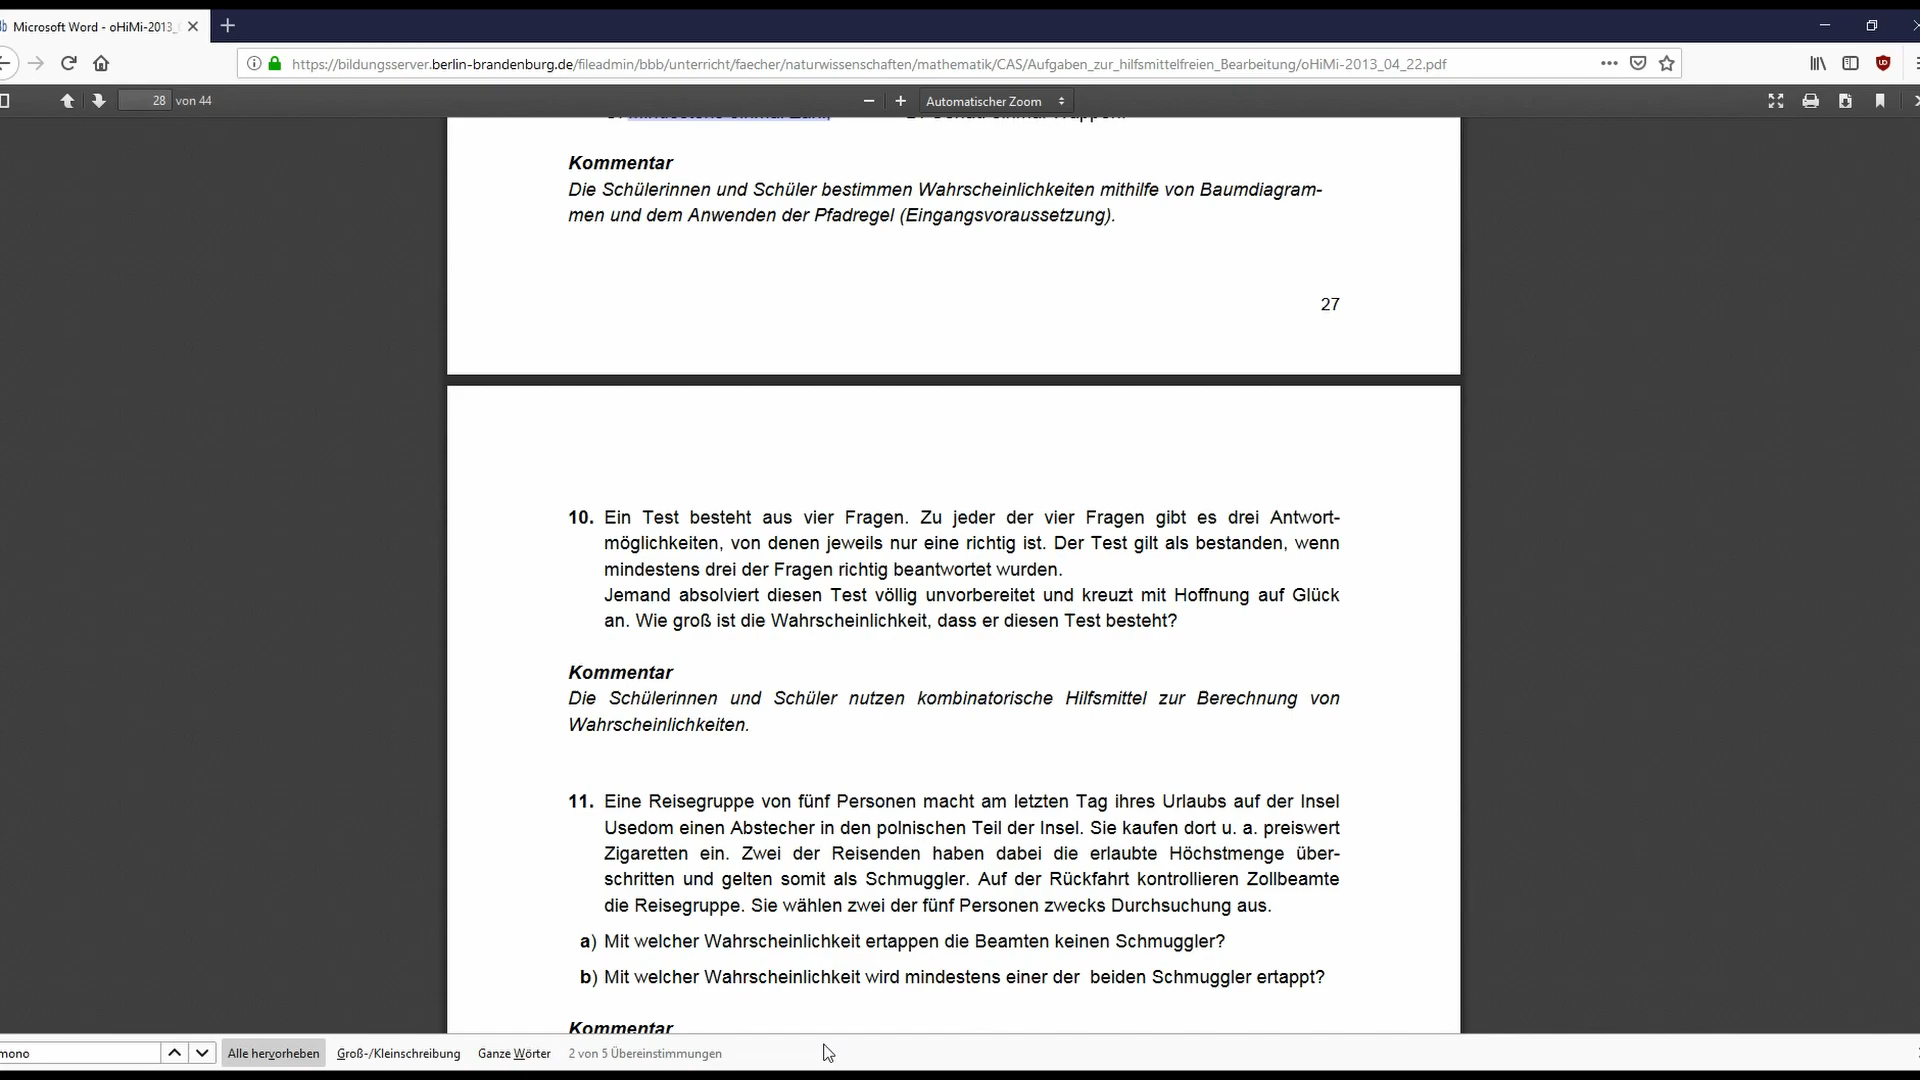 Microsoft Word - oHiMi-2013_
https://bildungsserver.berlin-brandenburg.de/fileadmin/bbb/unterricht/faecher/naturwissenschaften/mathematik/CAS/Aufgaben_zur_hilfsmittelfreien_Bearbeitung/oHiMi-2013_04_22.pdf
28 von 44
Automatischer Zoom
Kommentar
Die Schülerinnen und Schüler bestimmen Wahrscheinlichkeiten mithilfe von Baumdiagram-
men und dem Anwenden der Pfadregel (Eingangsvoraussetzung).
27
10. Ein Test besteht aus vier Fragen. Zu jeder der vier Fragen gibt es drei Antwort-
möglichkeiten, von denen jeweils nur eine richtig ist. Der Test gilt als bestanden, wenn
mindestens drei der Fragen richtig beantwortet wurden.
Jemand absolviert diesen Test völlig unvorbereitet und kreuzt mit Hoffnung auf Glück
an. Wie groß ist die Wahrscheinlichkeit, dass er diesen Test besteht?
Kommentar
Die Schülerinnen und Schüler nutzen kombinatorische Hilfsmittel zur Berechnung von
Wahrscheinlichkeiten.
11. Eine Reisegruppe von fünf Personen macht am letzten Tag ihres Urlaubs auf der Insel
Usedom einen Abstecher in den polnischen Teil der Insel. Sie kaufen dort u. a. preiswert
Zigaretten ein. Zwei der Reisenden haben dabei die erlaubte Höchstmenge über-
schritten und gelten somit als Schmuggler. Auf der Rückfahrt kontrollieren Zollbeamte
die Reisegruppe. Sie wählen zwei der fünf Personen zwecks Durchsuchung aus.
a) Mit welcher Wahrscheinlichkeit ertappen die Beamten keinen Schmuggler?
b) Mit welcher Wahrscheinlichkeit wird mindestens einer der beiden Schmuggler ertappt?
Kommentar
mono
Alle hervorheben
Groß-/Kleinschreibung
Ganze Wörter
2 von 5 Übereinstimmungen